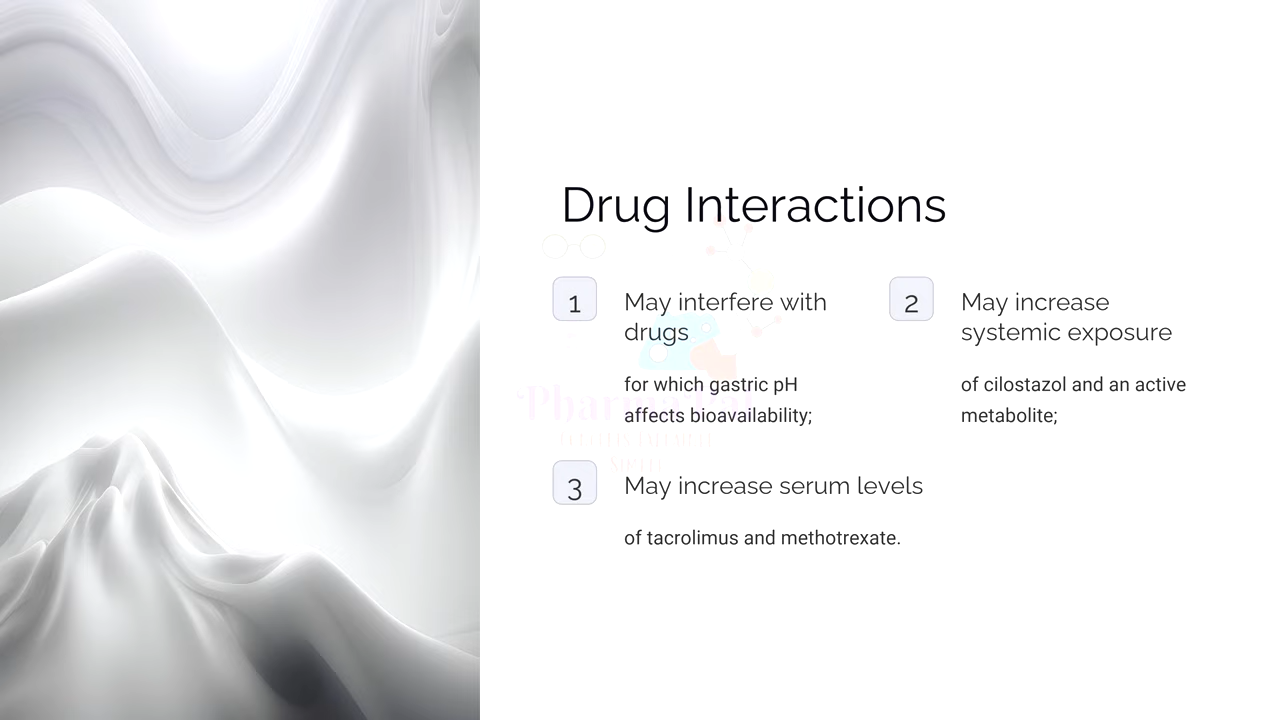 Drug Interactions
1
May interfere with
drugs
for which gastric pH
affects bioavailability;
2
May increase
systemic exposure
of cilostazol and an active
metabolite;
3
May increase serum levels
of tacrolimus and methotrexate.